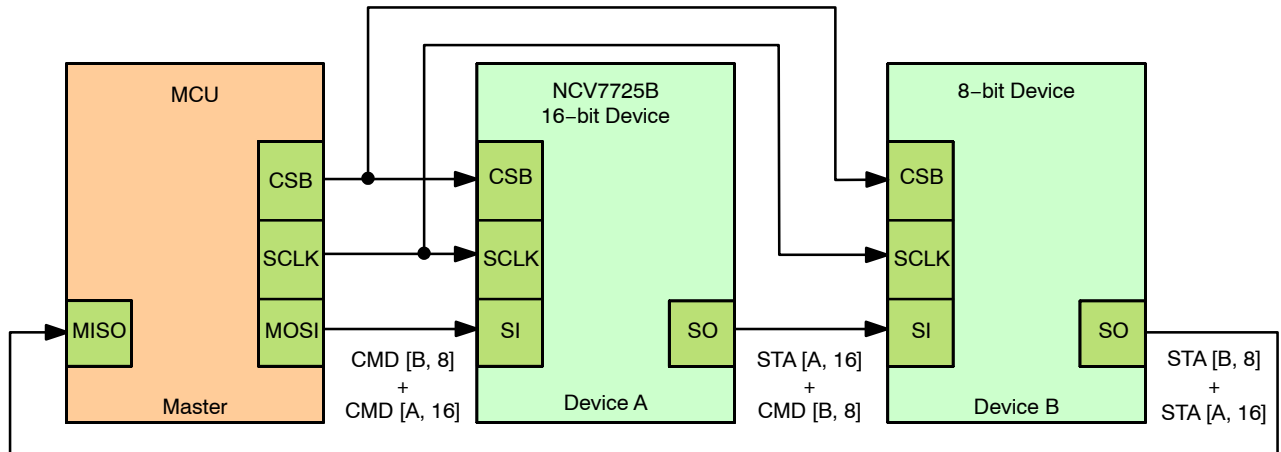 MCU
CSB
SCLK
MISO
MOSI
Master
CMD [B, 8]
+
CMD [A, 16]
NCV7725B
16−bit Device
CSB
SCLK
SI
SO
Device A
STA [A, 16]
+
CMD [B, 8]
8−bit Device
CSB
SCLK
SI
SO
Device B
STA [B, 8]
+
STA [A, 16]